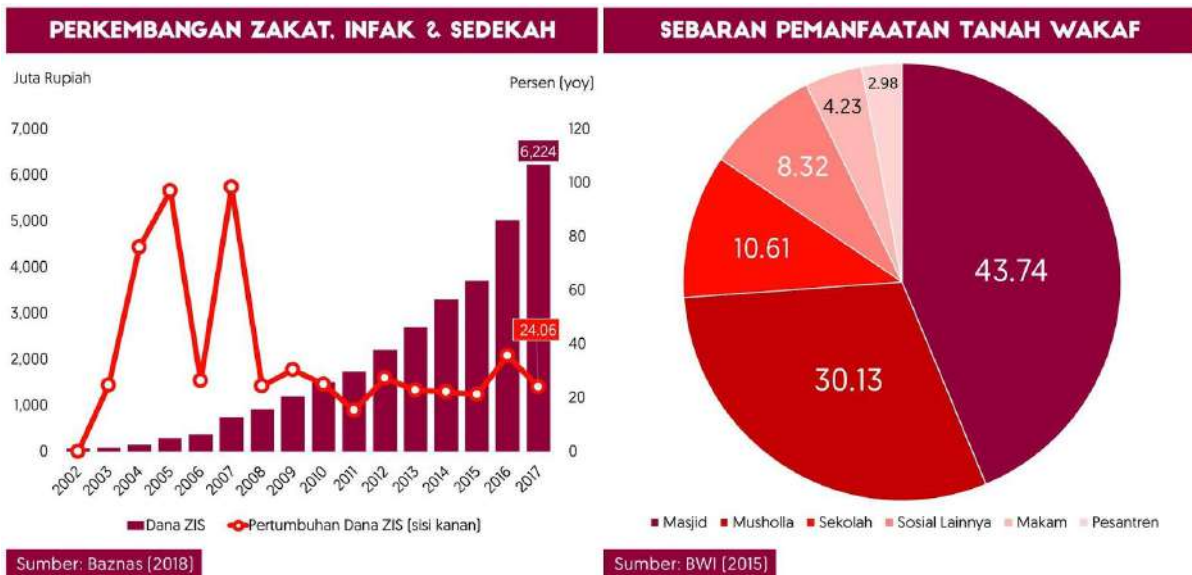 PERKEMBANGAN ZAKAT, INFAK & SEDEKAH
Juta Rupiah
Persen (yoy)
7,000
6,000
5,000
4,000
3,000
2,000
1,000
0
120
100
80
60
40
20
0
6,224
24.06
2002
2003
2004
2005
2006
2007
2008
2009
2010
2011
2012
2013
2014
2015
2016
2017
Dana ZIS
Pertumbuhan Dana ZIS (sisi kanan)
Sumber: Baznas (2018)
SEBARAN PEMANFAATAN TANAH WAKAF
2.98
4.23
8.32
10.61
43.74
30.13
Masjid
Musholla
Sekolah
Sosial Lainnya
Makam
Pesantren
Sumber: BWI (2015)